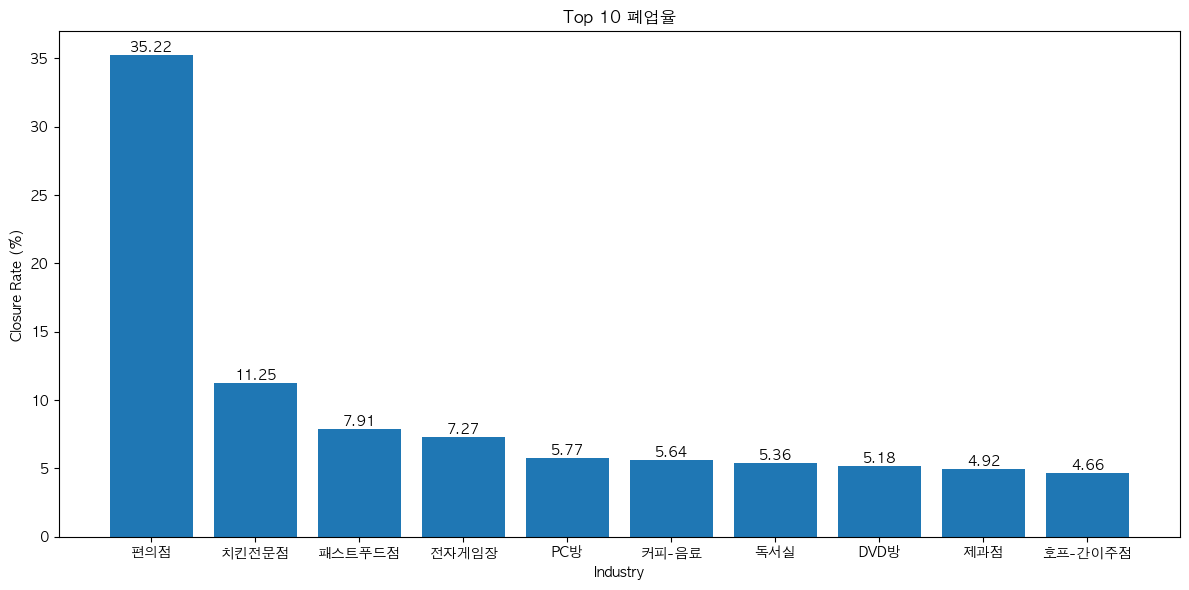 Top 10 폐업율
Closure Rate (%)
35
30
25
20
15
10
5
0
35.22
11.25
7.91
7.27
5.77
5.64
5.36
5.18
4.92
4.66
편의점
치킨전문점
패스트푸드점
전자게임장
PC방
커피-음료
독서실
DVD방
제과점
호프-간이주점
Industry